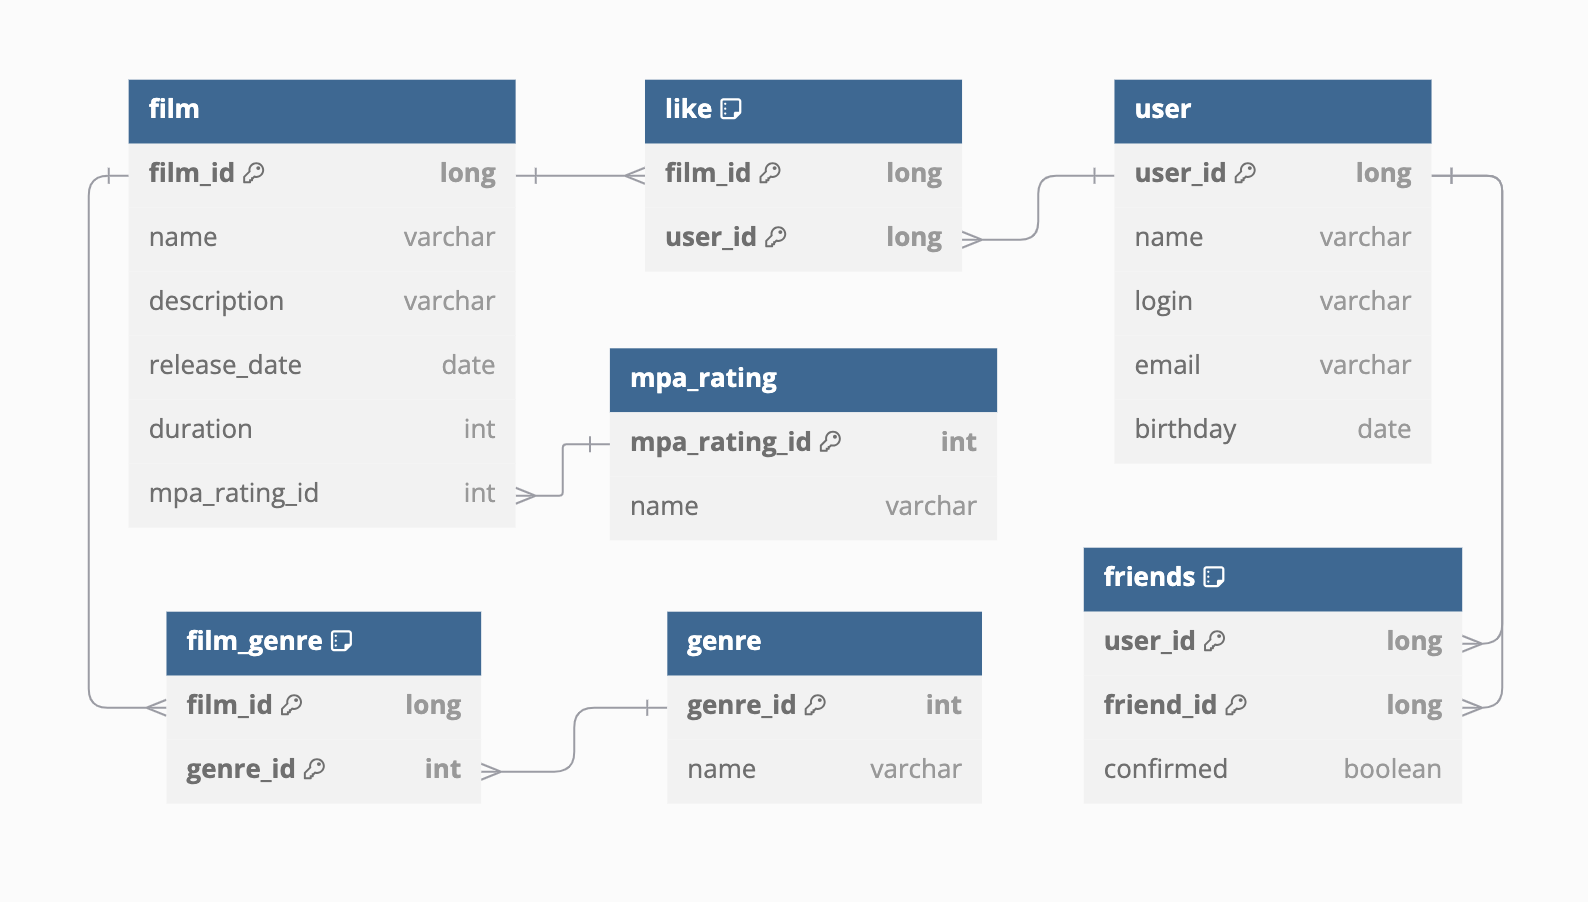 film
film_id long
name varchar
description varchar
release_date date
duration int
mpa_rating_id int
like
film_id long
user_id long
user
user_id long
name varchar
login varchar
email varchar
birthday date
mpa_rating
mpa_rating_id int
name varchar
film_genre
film_id long
genre_id int
genre
genre_id int
name varchar
friends
user_id long
friend_id long
confirmed boolean